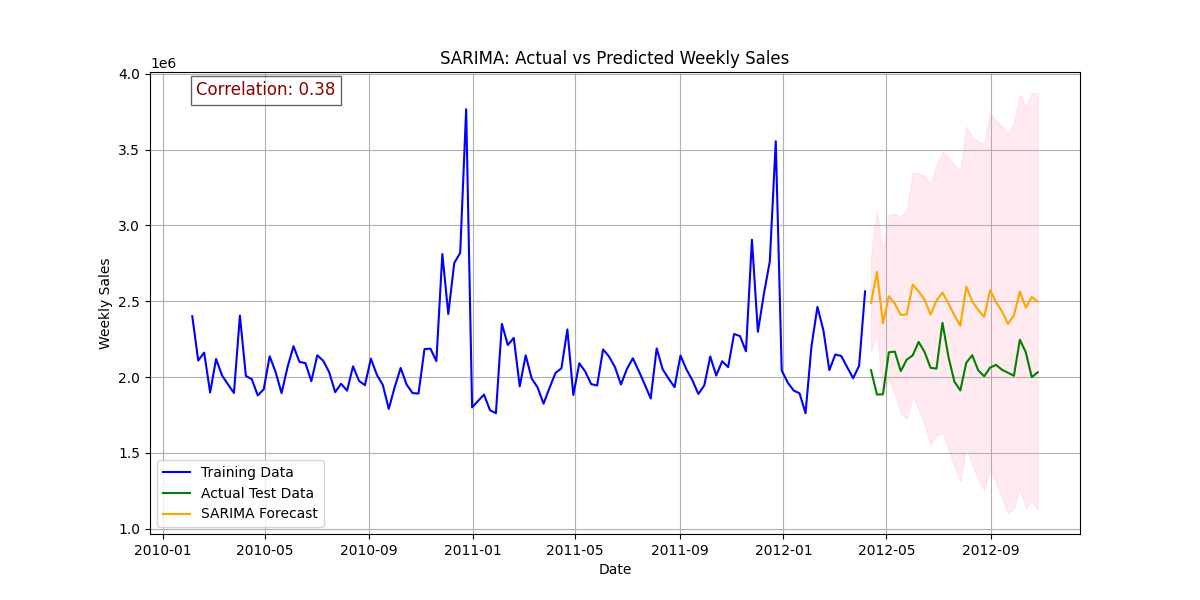 SARIMA: Actual vs Predicted Weekly Sales
1e6
Correlation: 0.38
4.0
3.5
3.0
2.5
2.0
1.5
1.0
Weekly Sales
Training Data
Actual Test Data
SARIMA Forecast
2010-01 2010-05 2010-09 2011-01 2011-05 2011-09 2012-01 2012-05 2012-09
Date